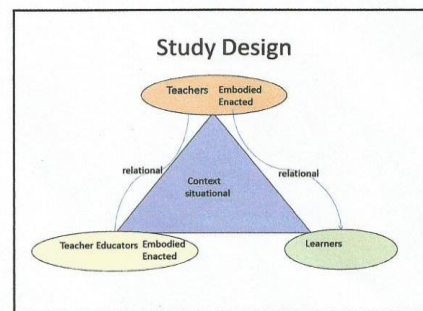 Study Design
Teachers Embodied
Enacted
relational
relational
Context
situational
Teacher Educators Embodied
Enacted
Learners